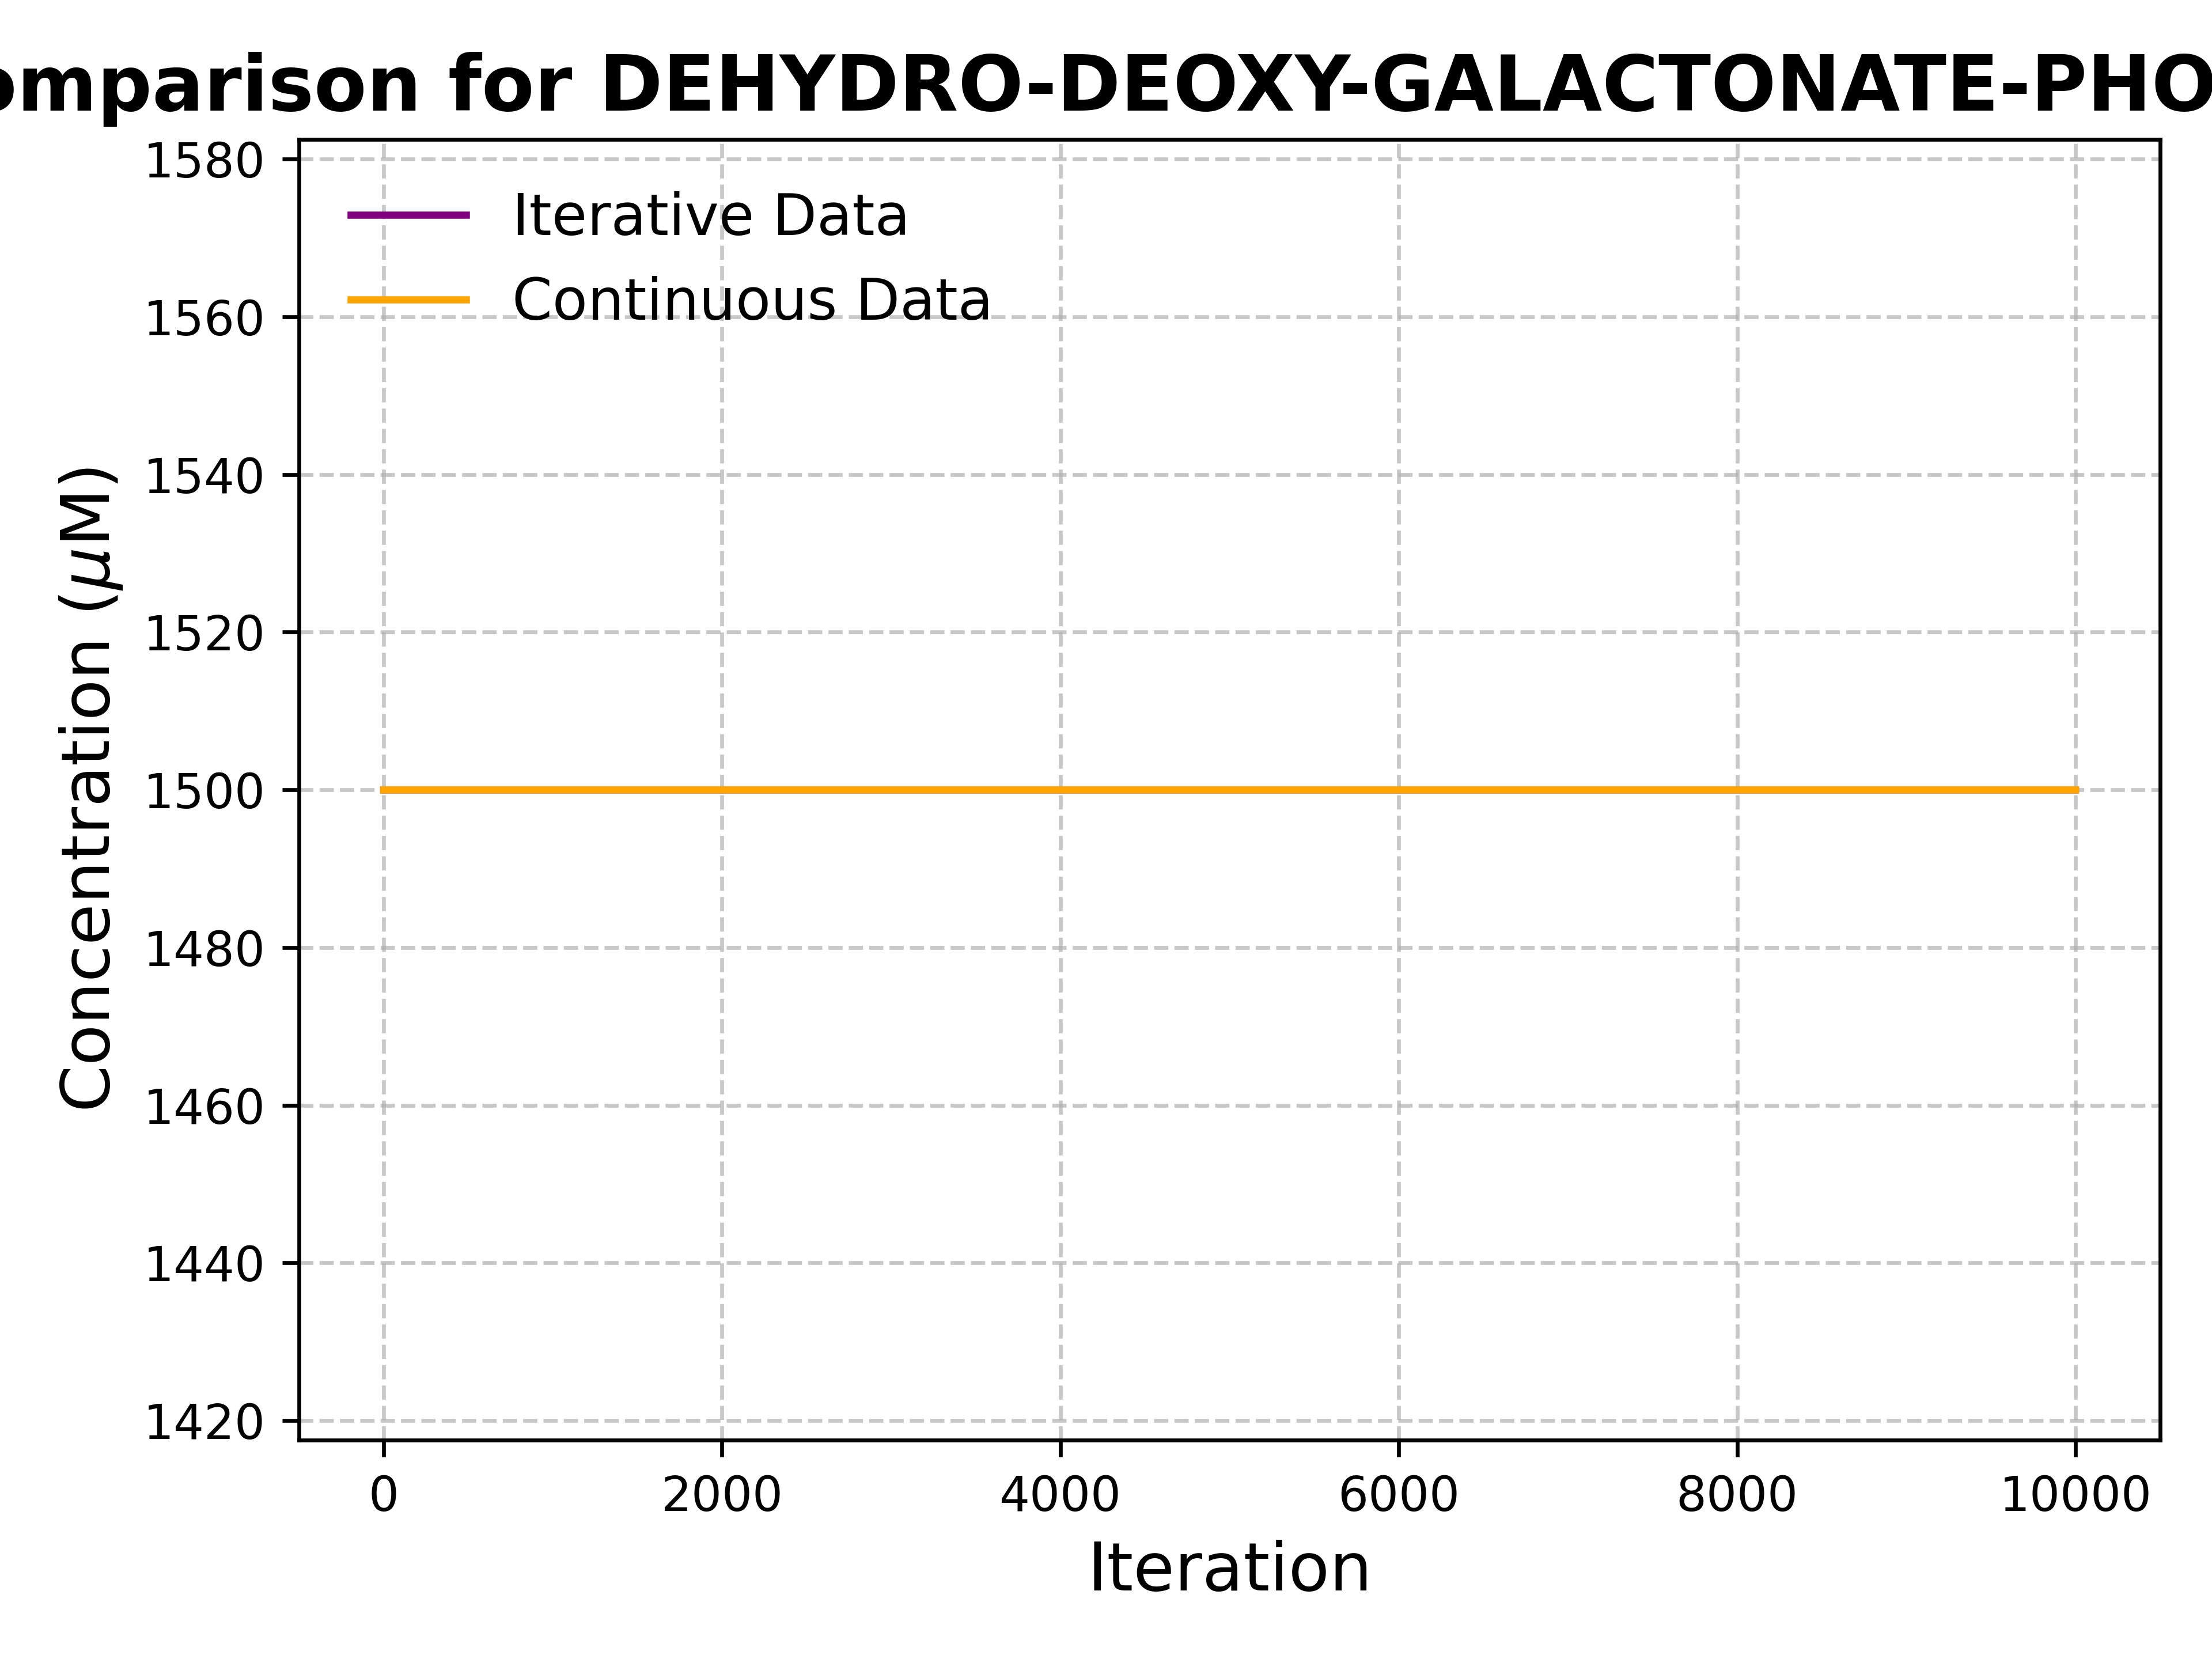 omparison for DEHYDRO-DEOXY-GALACTONATE-PHO
1580
1560
1540
1520
1500
1480
1460
1440
1420
Concentration (μM)
Iterative Data
Continuous Data
0 2000 4000 6000 8000 10000
Iteration